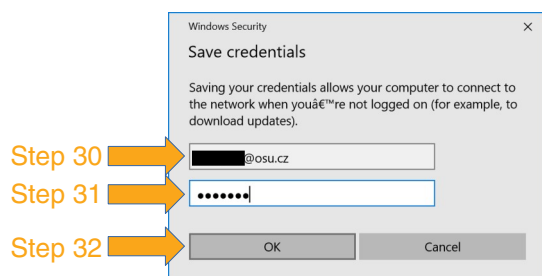 Windows Security
Save credentials
Saving your credentials allows your computer to connect to
the network when youâ€™re not logged on (for example, to
download updates).
Step 30
@osu.cz
Step 31
•••••••
Step 32
OK
Cancel